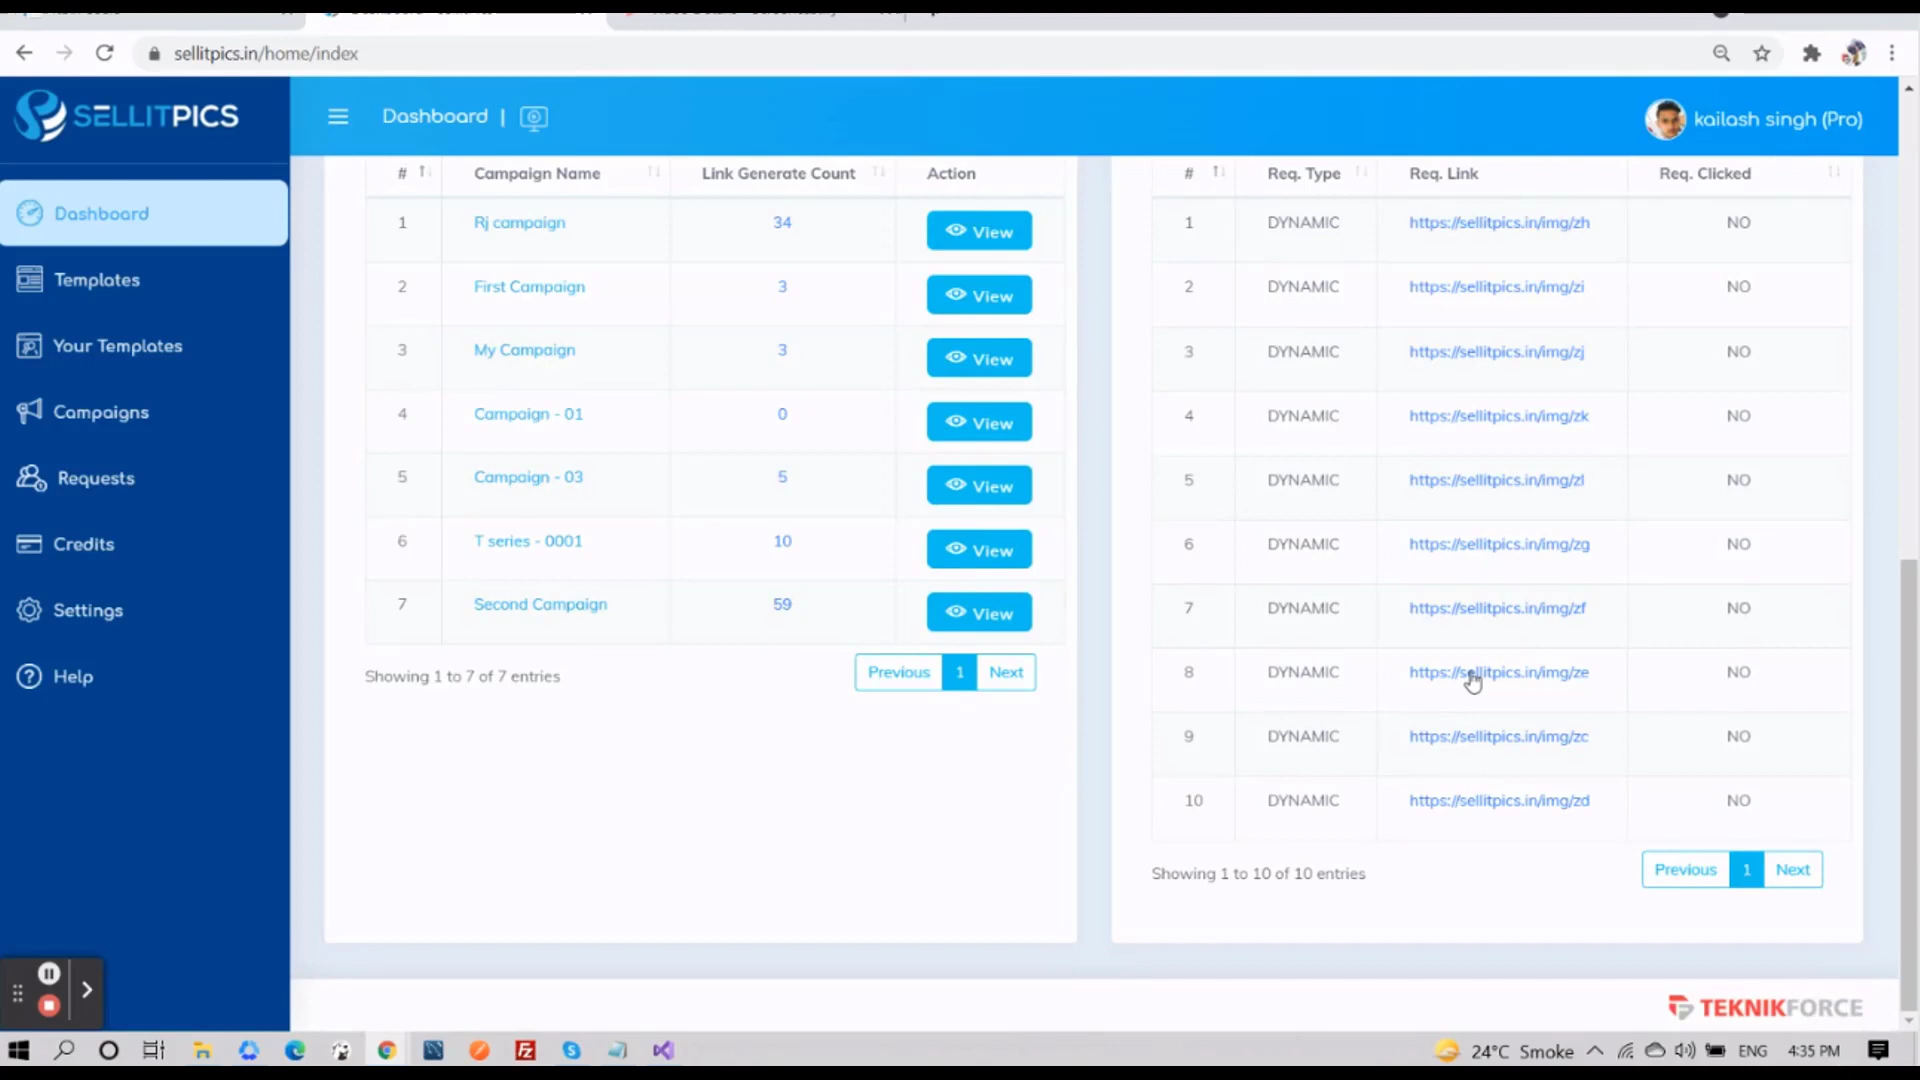 sellitpics.in/home/index
SELLITPICS
Dashboard |
kailash singh (Pro)
Dashboard
Templates
Your Templates
Campaigns
Requests
Credits
Settings
Help
# Campaign Name Link Generate Count Action
1 Rj campaign 34 View
2 First Campaign 3 View
3 My Campaign 3 View
4 Campaign - 01 0 View
5 Campaign - 03 5 View
6 T series - 0001 10 View
7 Second Campaign 59 View
Showing 1 to 7 of 7 entries
Previous 1 Next
# Req. Type Req. Link Req. Clicked
1 DYNAMIC https://sellitpics.in/img/zh NO
2 DYNAMIC https://sellitpics.in/img/zi NO
3 DYNAMIC https://sellitpics.in/img/zj NO
4 DYNAMIC https://sellitpics.in/img/zk NO
5 DYNAMIC https://sellitpics.in/img/zl NO
6 DYNAMIC https://sellitpics.in/img/zg NO
7 DYNAMIC https://sellitpics.in/img/zf NO
8 DYNAMIC https://sellitpics.in/img/ze NO
9 DYNAMIC https://sellitpics.in/img/zc NO
10 DYNAMIC https://sellitpics.in/img/zd NO
Showing 1 to 10 of 10 entries
Previous 1 Next
TEKNIKFORCE
Fz
24°C Smoke ENG 4:35 PM